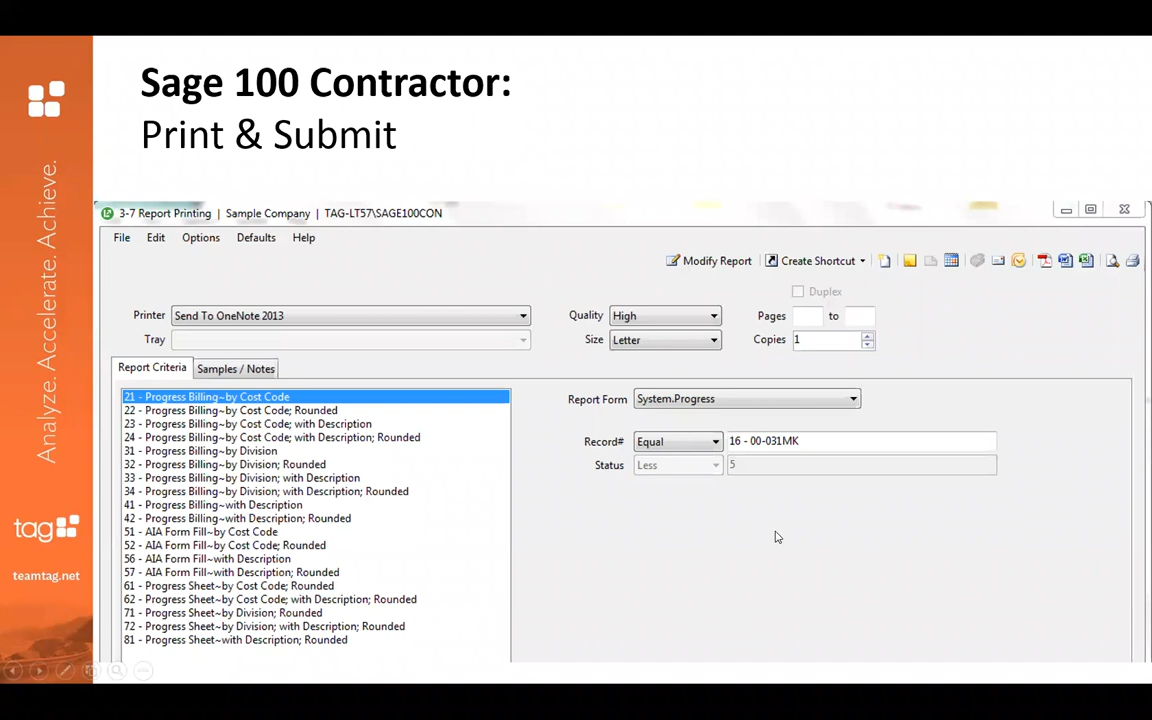 Sage 100 Contractor:
Print & Submit
Analyze. Accelerate. Achieve.
tag
teamtag.net
3-7 Report Printing | Sample Company | TAG-LT57\SAGE100CON
File Edit Options Defaults Help
Modify Report Create Shortcut
Duplex
Printer Send To OneNote 2013 Quality High Pages to
Tray Size Letter Copies 1
Report Criteria Samples / Notes
21 - Progress Billing~by Cost Code
22 - Progress Billing~by Cost Code; Rounded
23 - Progress Billing~by Cost Code; with Description
24 - Progress Billing~by Cost Code; with Description; Rounded
31 - Progress Billing~by Division
32 - Progress Billing~by Division; Rounded
33 - Progress Billing~by Division; with Description
34 - Progress Billing~by Division; with Description; Rounded
41 - Progress Billing~with Description
42 - Progress Billing~with Description; Rounded
51 - AIA Form Fill~by Cost Code
52 - AIA Form Fill~by Cost Code; Rounded
56 - AIA Form Fill~with Description
57 - AIA Form Fill~with Description; Rounded
61 - Progress Sheet~by Cost Code; Rounded
62 - Progress Sheet~by Cost Code; with Description; Rounded
71 - Progress Sheet~by Division; Rounded
72 - Progress Sheet~by Division; with Description; Rounded
81 - Progress Sheet~with Description; Rounded
Report Form System.Progress
Record# Equal 16 - 00-031MK
Status Less 5